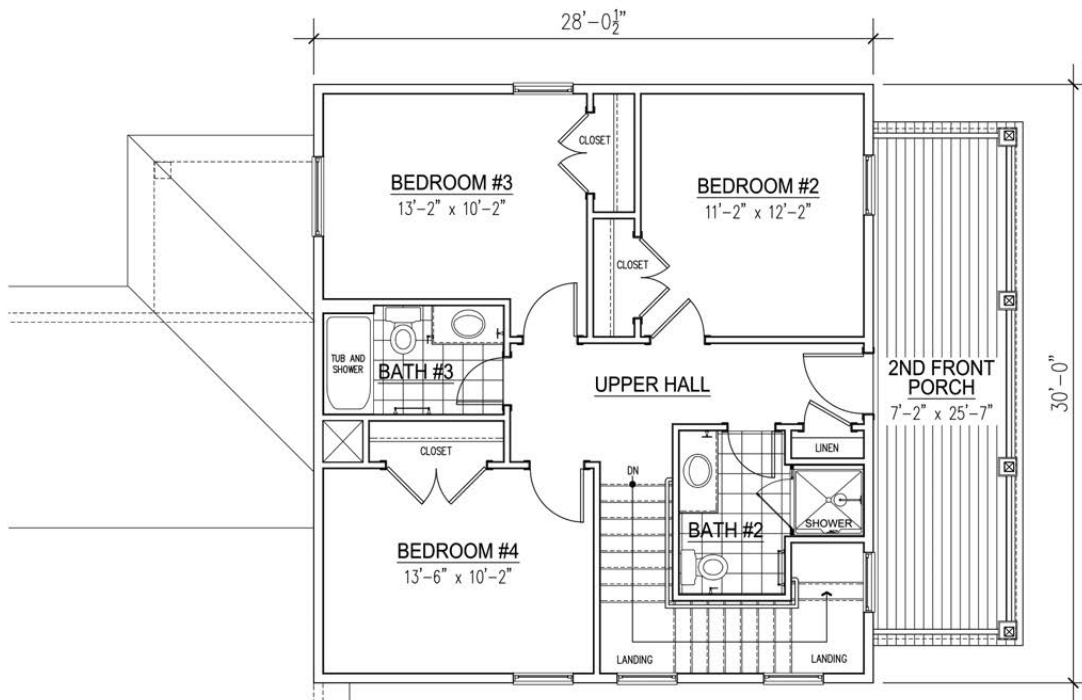 28'-0½"
CLOSET
BEDROOM #3
13'-2" x 10'-2"
BEDROOM #2
11'-2" x 12'-2"
CLOSET
TUB AND
SHOWER
BATH #3
UPPER HALL
2ND FRONT
PORCH
7'-2" x 25'-7"
30'-0"
CLOSET
LINEN
DN
SHOWER
BATH #2
BEDROOM #4
13'-6" x 10'-2"
LANDING
LANDING